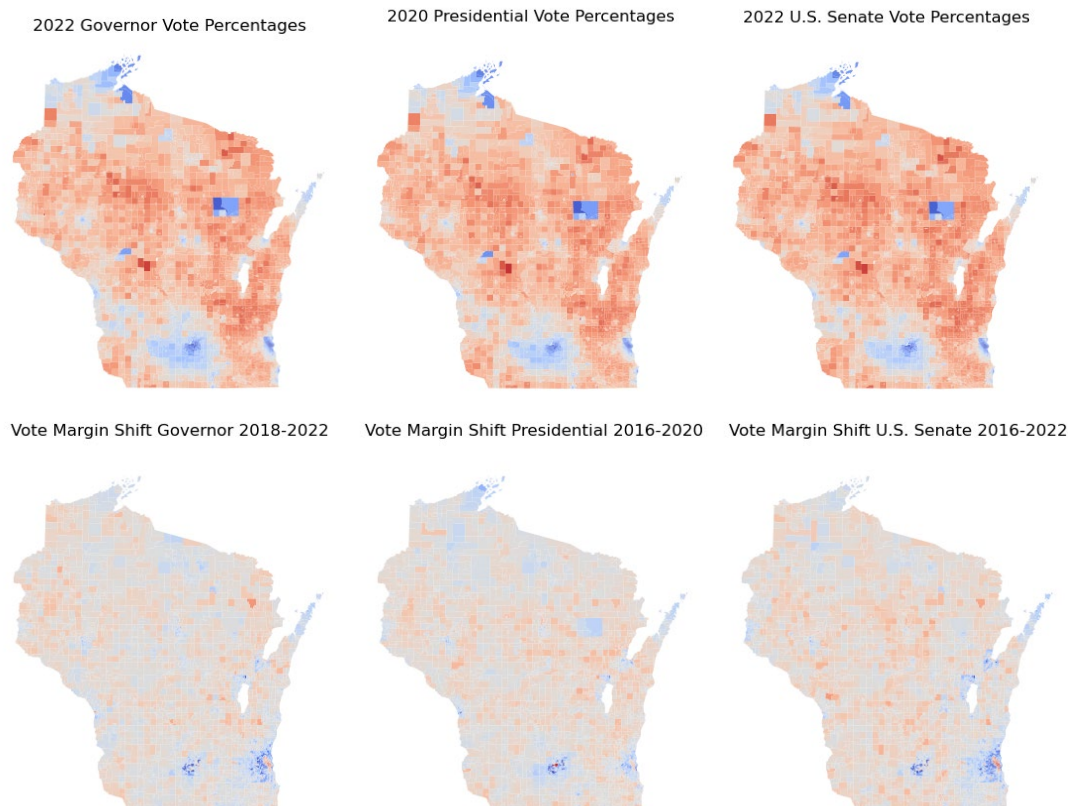 2022 Governor Vote Percentages
2020 Presidential Vote Percentages
2022 U.S. Senate Vote Percentages
Vote Margin Shift Governor 2018-2022
Vote Margin Shift Presidential 2016-2020
Vote Margin Shift U.S. Senate 2016-2022